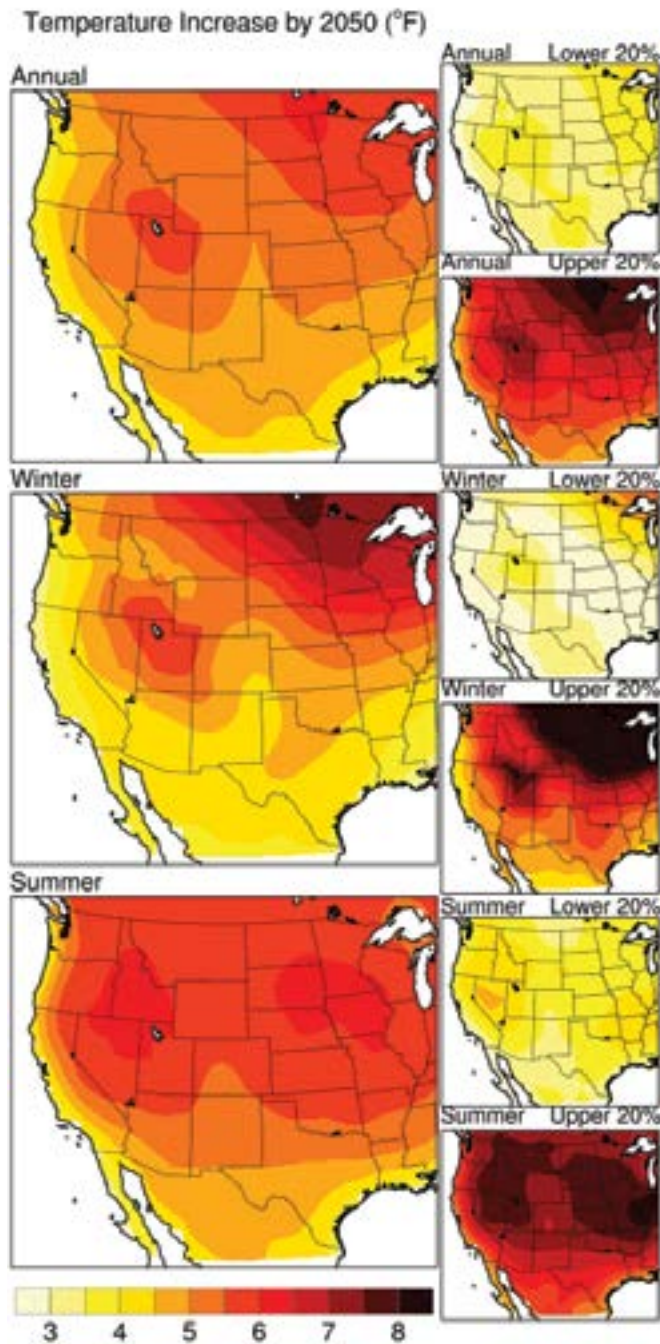 Temperature Increase by 2050 (°F)
Annual
Annual Lower 20%
Annual Upper 20%
Winter
Winter Lower 20%
Winter Upper 20%
Summer
Summer Lower 20%
Summer Upper 20%
3 4 5 6 7 8